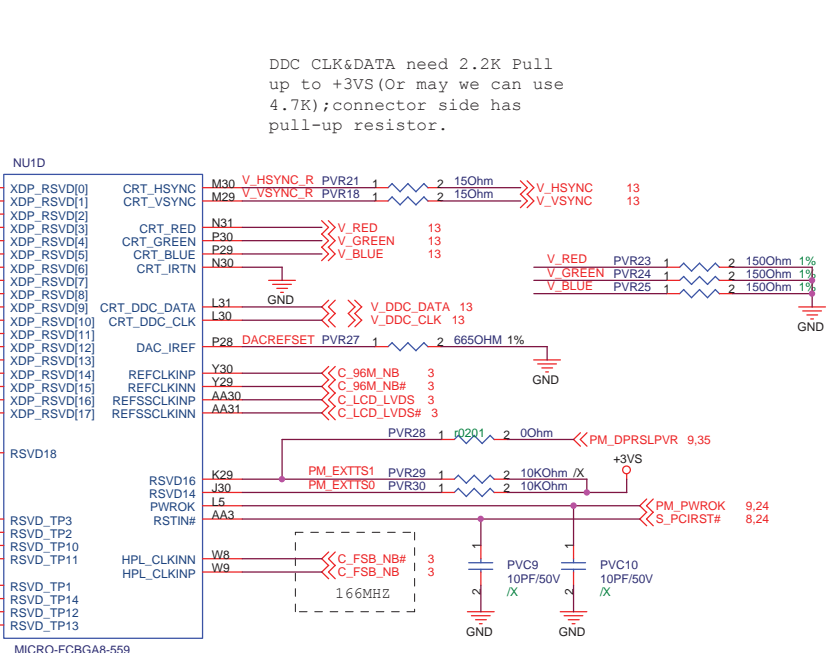 DDC CLK&DATA need 2.2K Pull
up to +3VS(Or may we can use
4.7K);connector side has
pull-up resistor.
NU1D
XDP_RSVD[0] CRT_HSYNC M30 V_HSYNC_R PVR21 1 2 15Ohm V_HSYNC 13
XDP_RSVD[1] CRT_VSYNC M29 V_VSYNC_R PVR18 1 2 15Ohm V_VSYNC 13
XDP_RSVD[2]
XDP_RSVD[3] CRT_RED N31 V_RED 13
XDP_RSVD[4] CRT_GREEN P30 V_GREEN 13
XDP_RSVD[5] CRT_BLUE P29 V_BLUE 13
XDP_RSVD[6] CRT_IRTN N30
V_RED PVR23 1 2 150Ohm 1%
XDP_RSVD[7]
V_GREEN PVR24 1 2 150Ohm 1%
XDP_RSVD[8]
V_BLUE PVR25 1 2 150Ohm 1%
GND
XDP_RSVD[9] CRT_DDC_DATA L31 V_DDC_DATA 13
XDP_RSVD[10] CRT_DDC_CLK L30 V_DDC_CLK 13
GND
XDP_RSVD[11]
XDP_RSVD[12] DAC_IREF P28 DACREFSET PVR27 1 2 665OHM 1%
XDP_RSVD[13]
XDP_RSVD[14] REFCLKINP Y30 C_96M_NB 3
GND
XDP_RSVD[15] REFCLKINN Y29 C_96M_NB# 3
XDP_RSVD[16] REFSSCLKINP AA30 C_LCD_LVDS 3
XDP_RSVD[17] REFSSCLKINN AA31 C_LCD_LVDS# 3
PVR28 1 r0201 2 0Ohm PM_DPRSLPVR 9,35
RSVD18
+3VS
RSVD16 K29 PM_EXTTS1 PVR29 1 2 10KOhm /X
RSVD14 J30 PM_EXTTS0 PVR30 1 2 10KOhm
PWROK L5 PM_PWROK 9,24
RSVD_TP3 RSTIN# AA3 S_PCIRST# 8,24
RSVD_TP2
RSVD_TP10
RSVD_TP11 HPL_CLKINN W8 C_FSB_NB# 3
HPL_CLKINP W9 C_FSB_NB 3
166MHZ
1 PVC9 1 PVC10
10PF/50V 10PF/50V
2 /X 2 /X
RSVD_TP1
RSVD_TP14
RSVD_TP12
RSVD_TP13
GND GND
MICRO-FCBGA8-559